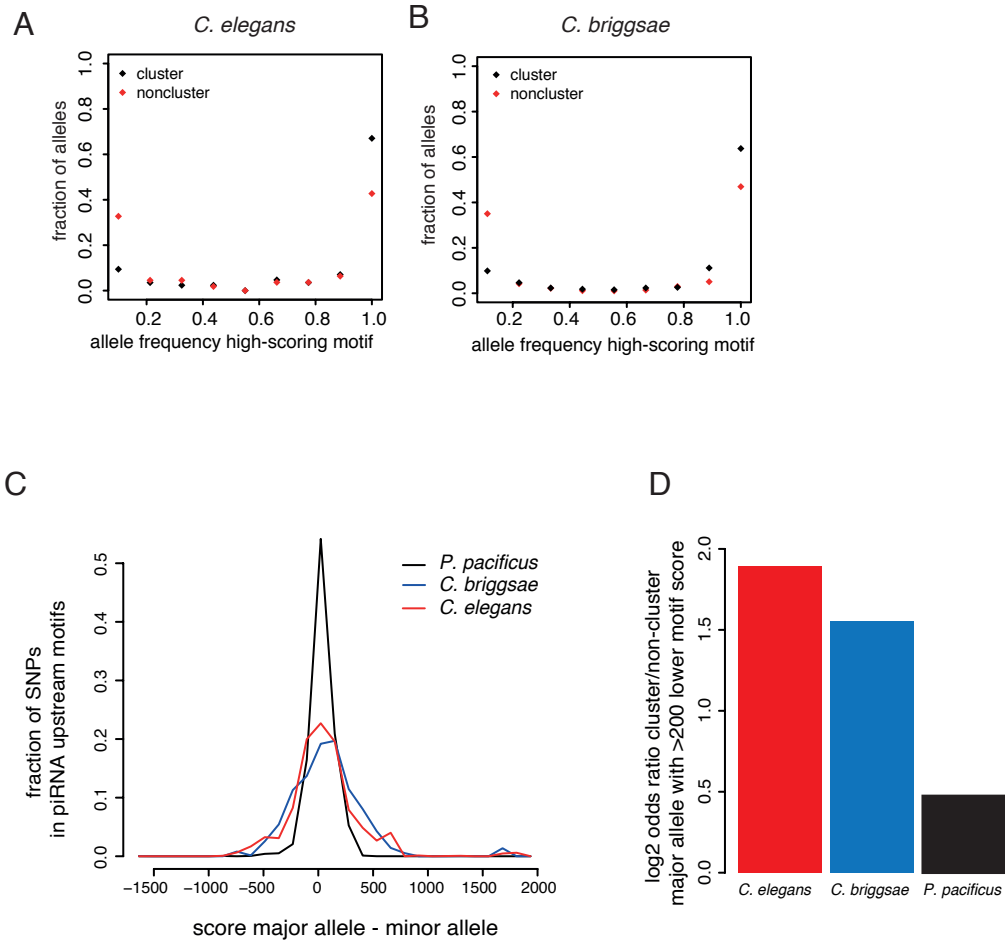 A
C. elegans
fraction of alleles
1.0
0.8
0.6
0.4
0.2
0.0
cluster
noncluster
0.2 0.4 0.6 0.8 1.0
allele frequency high-scoring motif
B
C. briggsae
fraction of alleles
1.0
0.8
0.6
0.4
0.2
0.0
cluster
noncluster
0.2 0.4 0.6 0.8 1.0
allele frequency high-scoring motif
C
fraction of SNPs
in piRNA upstream motifs
0.5
0.4
0.3
0.2
0.1
0.0
P. pacificus
C. briggsae
C. elegans
−1500 −1000 −500 0 500 1000 1500 2000
score major allele - minor allele
D
log2 odds ratio cluster/non-cluster
major allele with >200 lower motif score
2.0
1.5
1.0
0.5
0.0
C. elegans C. briggsae P. pacificus